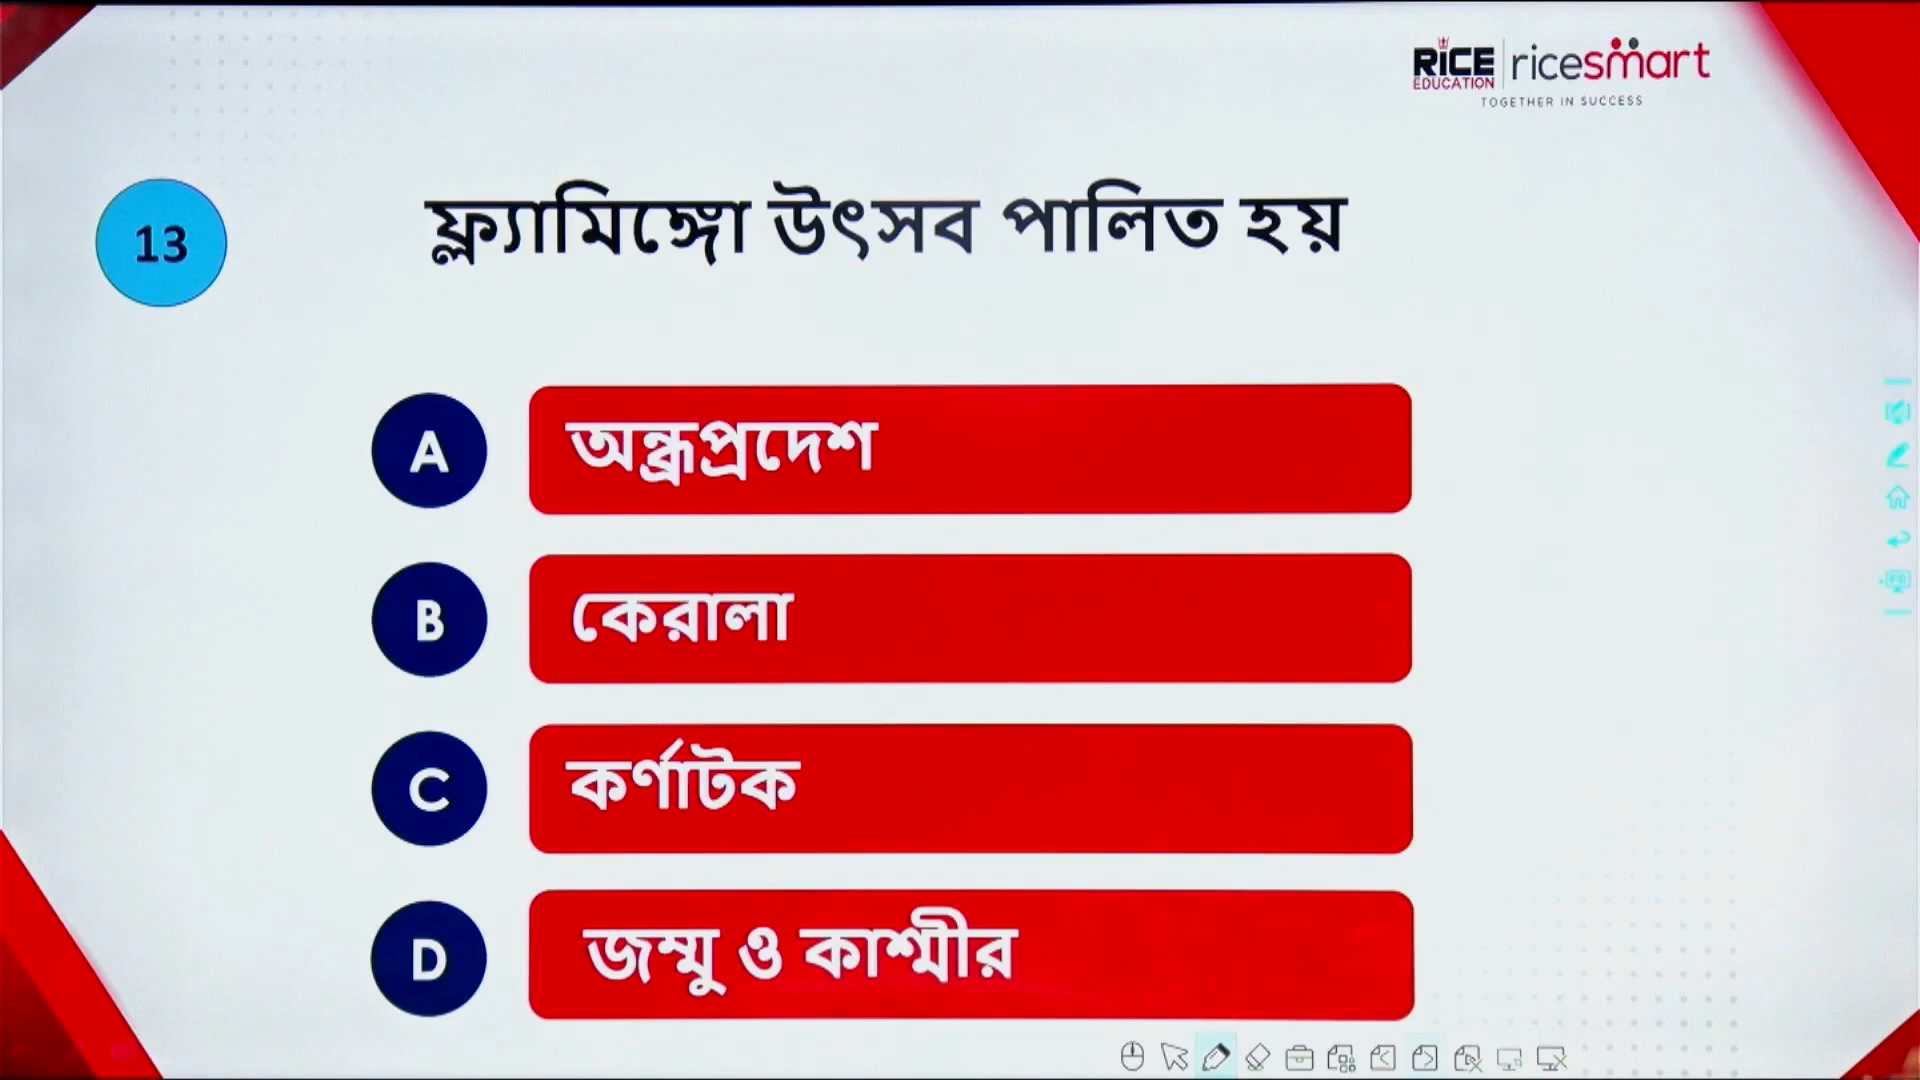 RICE EDUCATION ricesmart
TOGETHER IN SUCCESS
13
ফ্ল্যামিঙ্গো উৎসব পালিত হয়
A অন্ধ্রপ্রদেশ
B কেরালা
C কর্ণাটক
D জম্মু ও কাশ্মীর